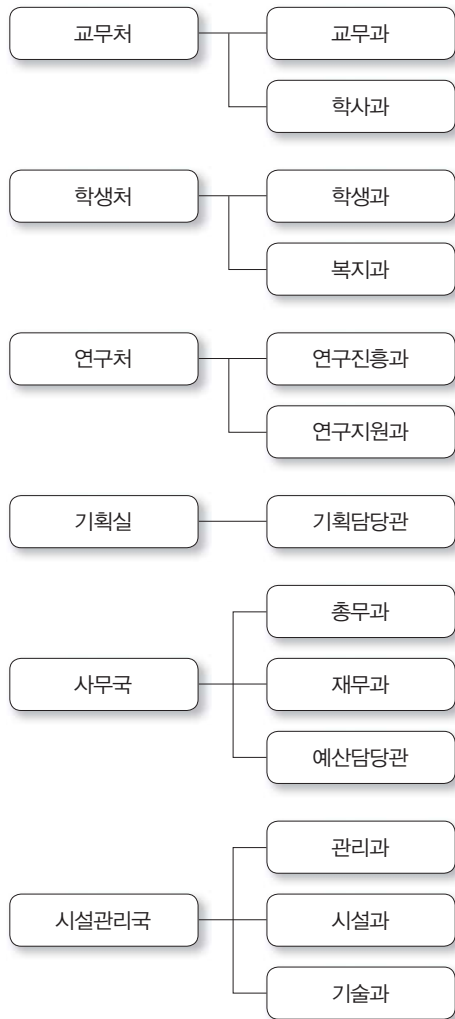 교무처
교무과
학사과
학생처
학생과
복지과
연구처
연구진흥과
연구지원과
기획실
기획담당관
총무과
사무국
재무과
예산담당관
관리과
시설관리국
시설과
기술과